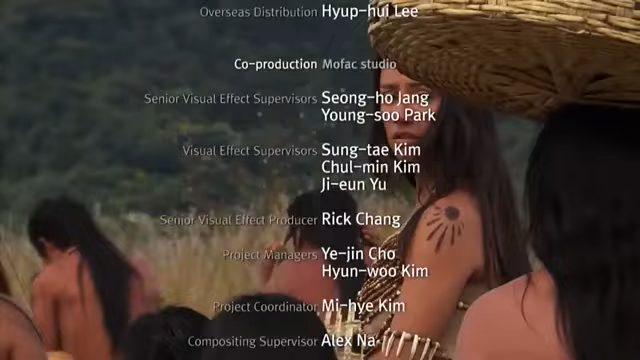 Overseas Distribution Hyup-hui Lee
Co-production Mofac studio
Senior Visual Effect Supervisors Seong-ho Jang
Young-soo Park
Visual Effect Supervisors Sung-tae Kim
Chul-min Kim
Ji-eun Yu
Senior Visual Effect Producer Rick Chang
Project Managers Ye-jin Cho
Hyun-woo Kim
Project Coordinator Mi-hye Kim
Compositing Supervisor Alex Na